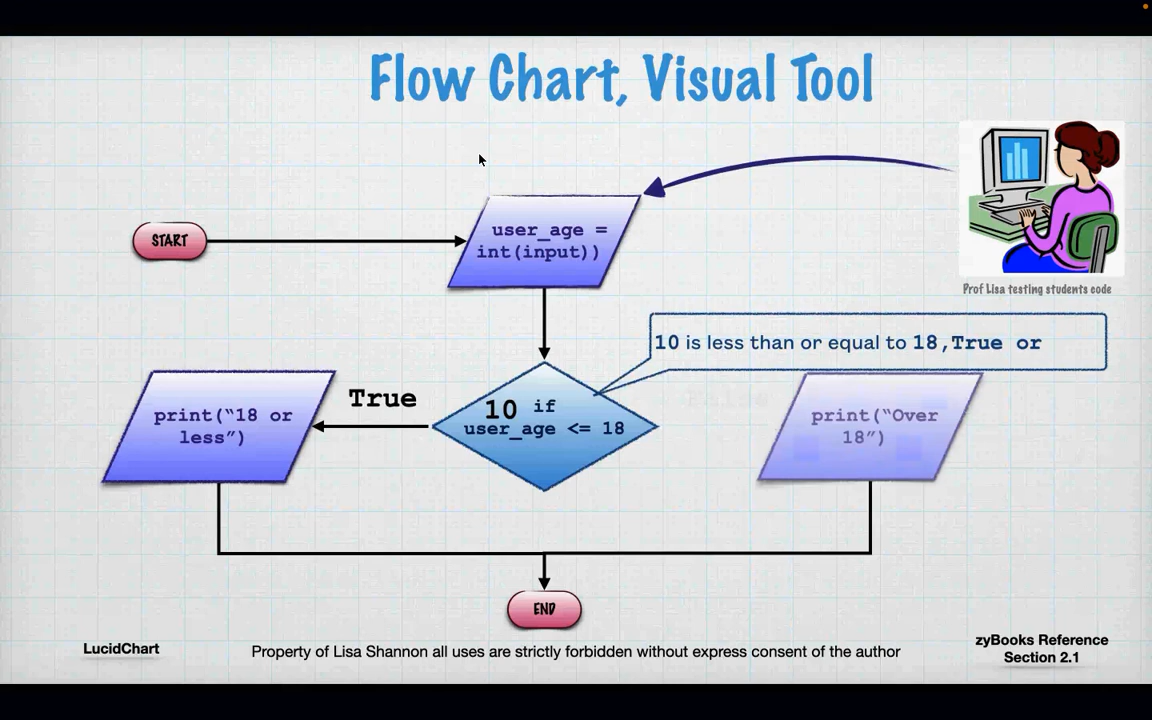 Flow Chart, Visual Tool
START
user_age =
int(input))
Prof Lisa testing students code
10 is less than or equal to 18,True or
print(“18 or
less”)
True
10 if
user_age <= 18
False
print(“Over
18”)
END
LucidChart
Property of Lisa Shannon all uses are strictly forbidden without express consent of the author
zyBooks Reference
Section 2.1